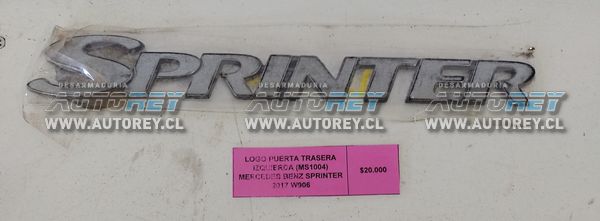 SPRINTER
DESARMADURIA DESARMADURIA DESARMADURIA
AUTOREY AUTOREY AUTOREY
WWW.AUTOREY.CL WWW.AUTOREY.CL WWW.AUTOREY.CL
LOGO PUERTA TRASERA
IZQUIERDA (MS1004)
MERCEDES BENZ SPRINTER
2017 W906
$20.000